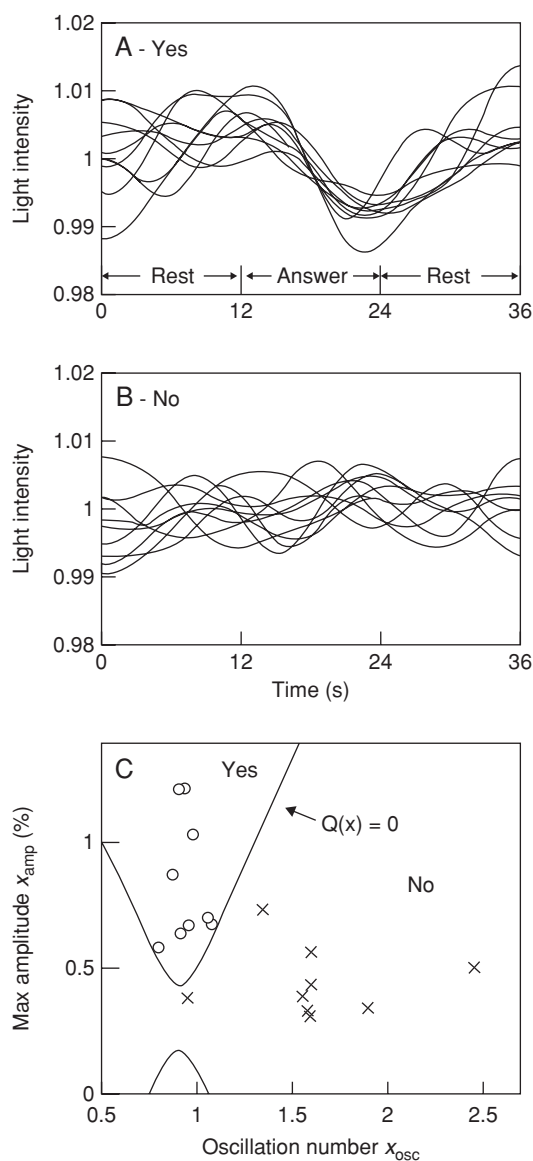 A - Yes
Light intensity
1.02
1.01
1
0.99
0.98
Rest
Answer
Rest
0
12
24
36
B - No
Light intensity
1.02
1.01
1
0.99
0.98
0
12
24
36
Time (s)
C
Yes
Q(x) = 0
No
Max amplitude xamp (%)
1
0.5
0
0.5
1
1.5
2
2.5
Oscillation number xosc